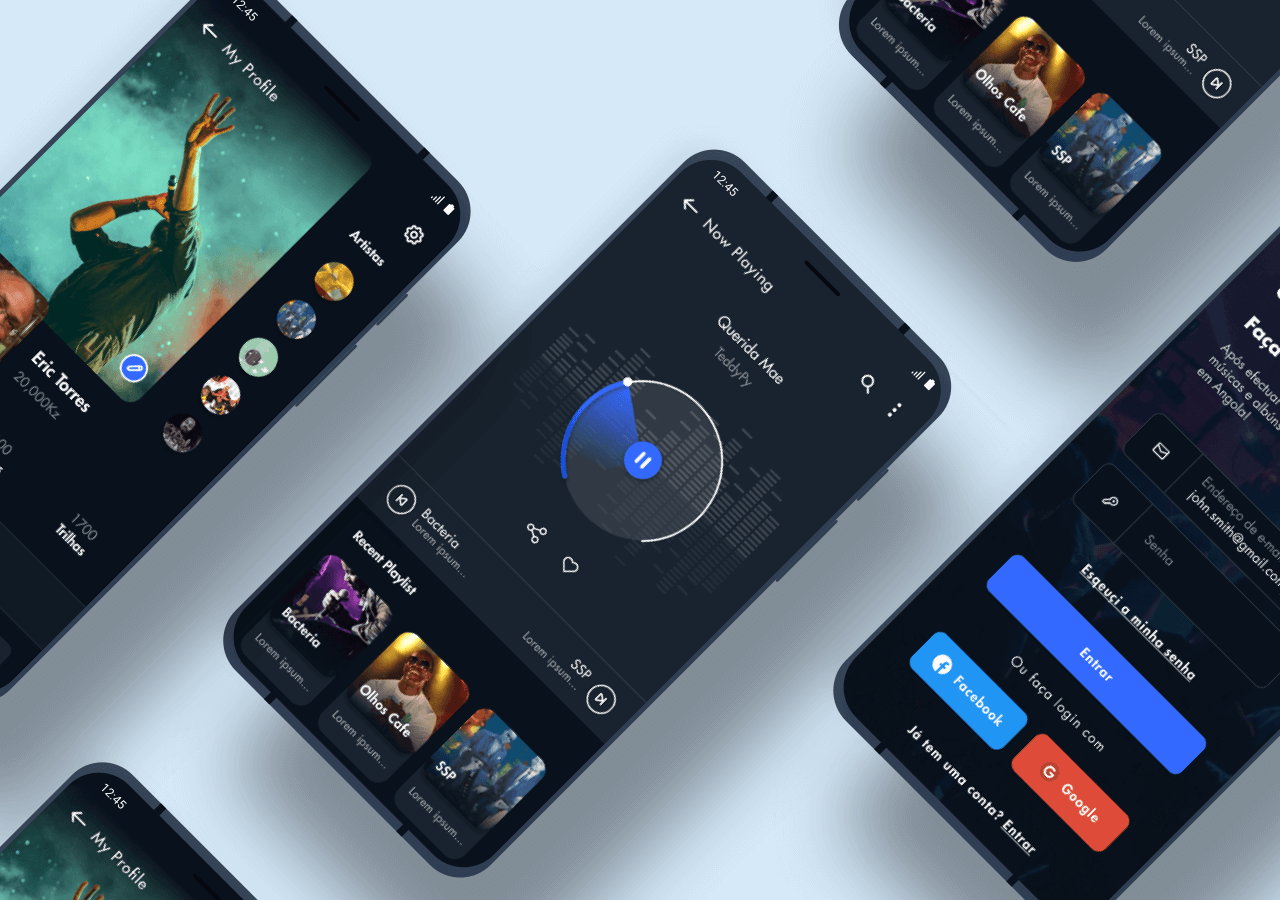 12:45
My Profile
Artistas
Eric Torres
20,000Kz
1700
Trilhas
12:45
Now Playing
Querida Mae
TeddyPy
Bacteria
Lorem ipsum...
SSP
Lorem ipsum...
Recent Playlist
Bacteria
Lorem ipsum...
Olhos Cafe
Lorem ipsum...
SSP
Lorem ipsum...
SSP
Lorem ipsum...
Bacteria
Lorem ipsum...
Olhos Cafe
Lorem ipsum...
SSP
Lorem ipsum...
Após efectuar
músicas e albúns
em Angola!
Endereço de e-mail
john.smith@gmail.com
Senha
Esqeuçi a minha senha
Entrar
Ou faça login com
Facebook
G Google
Já tem uma conta? Entrar
12:45
My Profile